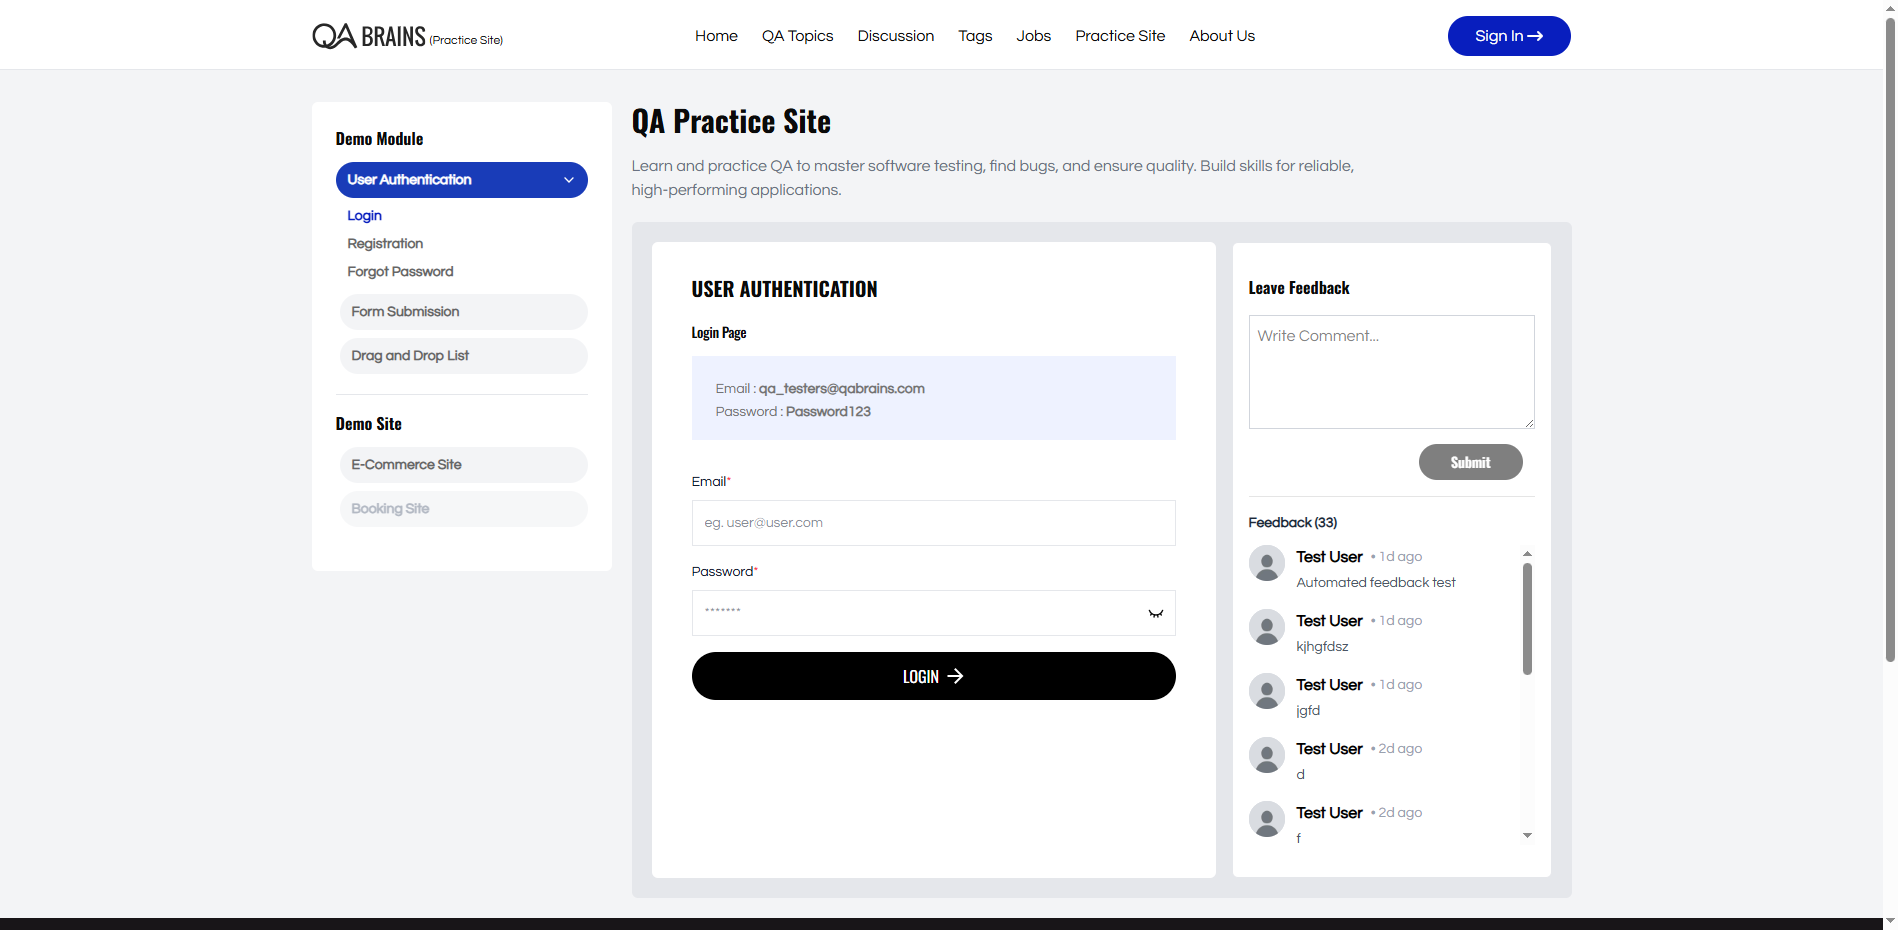 QA BRAINS (Practice Site)
Home QA Topics Discussion Tags Jobs Practice Site About Us
Sign In
Demo Module
User Authentication
Login
Registration
Forgot Password
Form Submission
Drag and Drop List
Demo Site
E-Commerce Site
Booking Site
QA Practice Site
Learn and practice QA to master software testing, find bugs, and ensure quality. Build skills for reliable,
high-performing applications.
USER AUTHENTICATION
Login Page
Email : qa_testers@qabrains.com
Password : Password123
Email*
eg. user@user.com
Password*
*******
LOGIN
Leave Feedback
Write Comment...
Submit
Feedback (33)
Test User • 1d ago
Automated feedback test
Test User • 1d ago
kjhgfdsz
Test User • 1d ago
jgfd
Test User • 2d ago
d
Test User • 2d ago
f